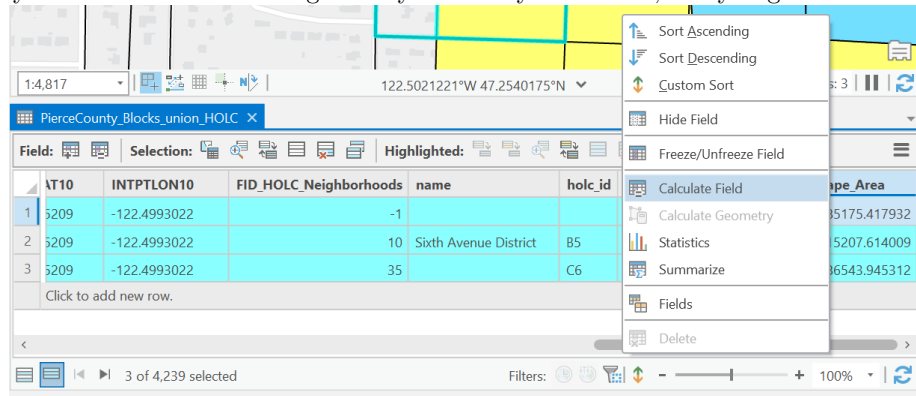 1:4,817
122.5021221°W 47.2540175°N
s: 3
PierceCounty_Blocks_union_HOLC
Field:
Selection:
Highlighted:
AT10 INTPTLON10 FID_HOLC_Neighborhoods name holc_id ape_Area
1 5209 -122.4993022 -1 35175.417932
2 5209 -122.4993022 10 Sixth Avenue District B5 15207.614009
3 5209 -122.4993022 35 C6 36543.945312
Click to add new row.
Sort Ascending
Sort Descending
Custom Sort
Hide Field
Freeze/Unfreeze Field
Calculate Field
Calculate Geometry
Statistics
Summarize
Fields
Delete
3 of 4,239 selected
Filters:
100%